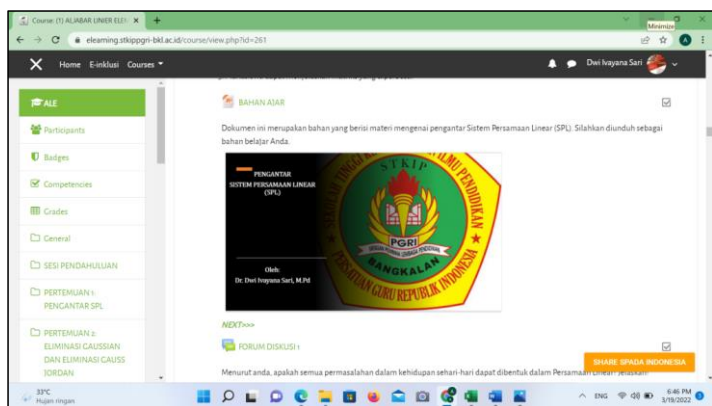 Course: (1) ALJABAR LINIER ELEM
Minimize
elearning.stkippgri-bkl.ac.id/course/view.php?id=261
Home E-inklusi Courses
Dwi Ivayana Sari
ALE
Participants
Badges
Competencies
Grades
General
SESI PENDAHULUAN
PERTEMUAN 1:
PENGANTAR SPL
PERTEMUAN 2:
ELIMINASI GAUSSIAN
DAN ELIMINASI GAUSS
JORDAN
BAHAN AJAR
Dokumen ini merupakan bahan yang berisi materi mengenai pengantar Sistem Persamaan Linear (SPL). Silahkan diunduh sebagai
bahan belajar Anda.
PENGANTAR
SISTEM PERSAMAAN LINEAR
(SPL)
Oleh:
Dr. Dwi Ivayana Sari, M.Pd
STKIP
ILMU PENDIDIKAN
PGRI
BANGKALAN
PERSATUAN GURU REPUBLIK INDONESIA
NEXT>>>
FORUM DISKUSI 1
SHARE SPADA INDONESIA
Menurut anda, apakah semua permasalahan dalam kehidupan sehari-hari dapat dibentuk dalam Persamaan Linear? Jelaskan
33°C
Hujan ringan
ENG
6:46 PM
3/19/2022